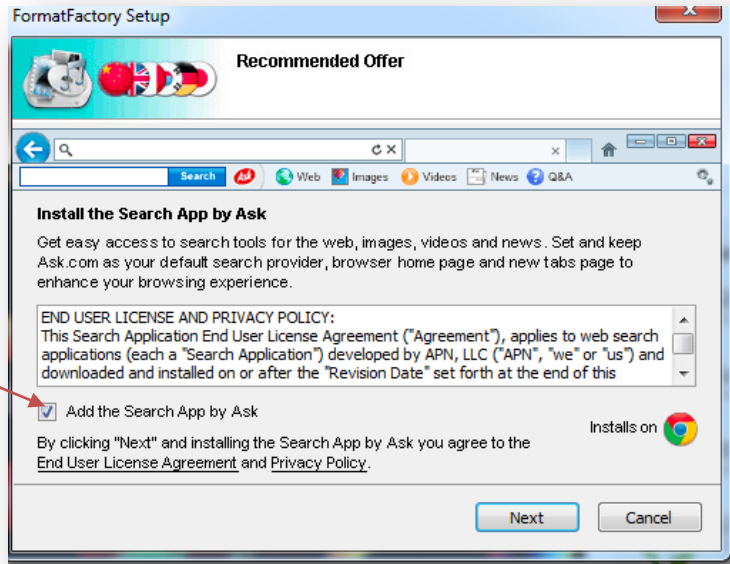 FormatFactory Setup
Recommended Offer
Search Ask Web Images Videos News Q&A
Install the Search App by Ask
Get easy access to search tools for the web, images, videos and news. Set and keep
Ask.com as your default search provider, browser home page and new tabs page to
enhance your browsing experience.
END USER LICENSE AND PRIVACY POLICY:
This Search Application End User License Agreement ("Agreement"), applies to web search
applications (each a "Search Application") developed by APN, LLC ("APN", "we" or "us") and
downloaded and installed on or after the "Revision Date" set forth at the end of this
Add the Search App by Ask
Installs on
By clicking "Next" and installing the Search App by Ask you agree to the
End User License Agreement and Privacy Policy.
Next Cancel